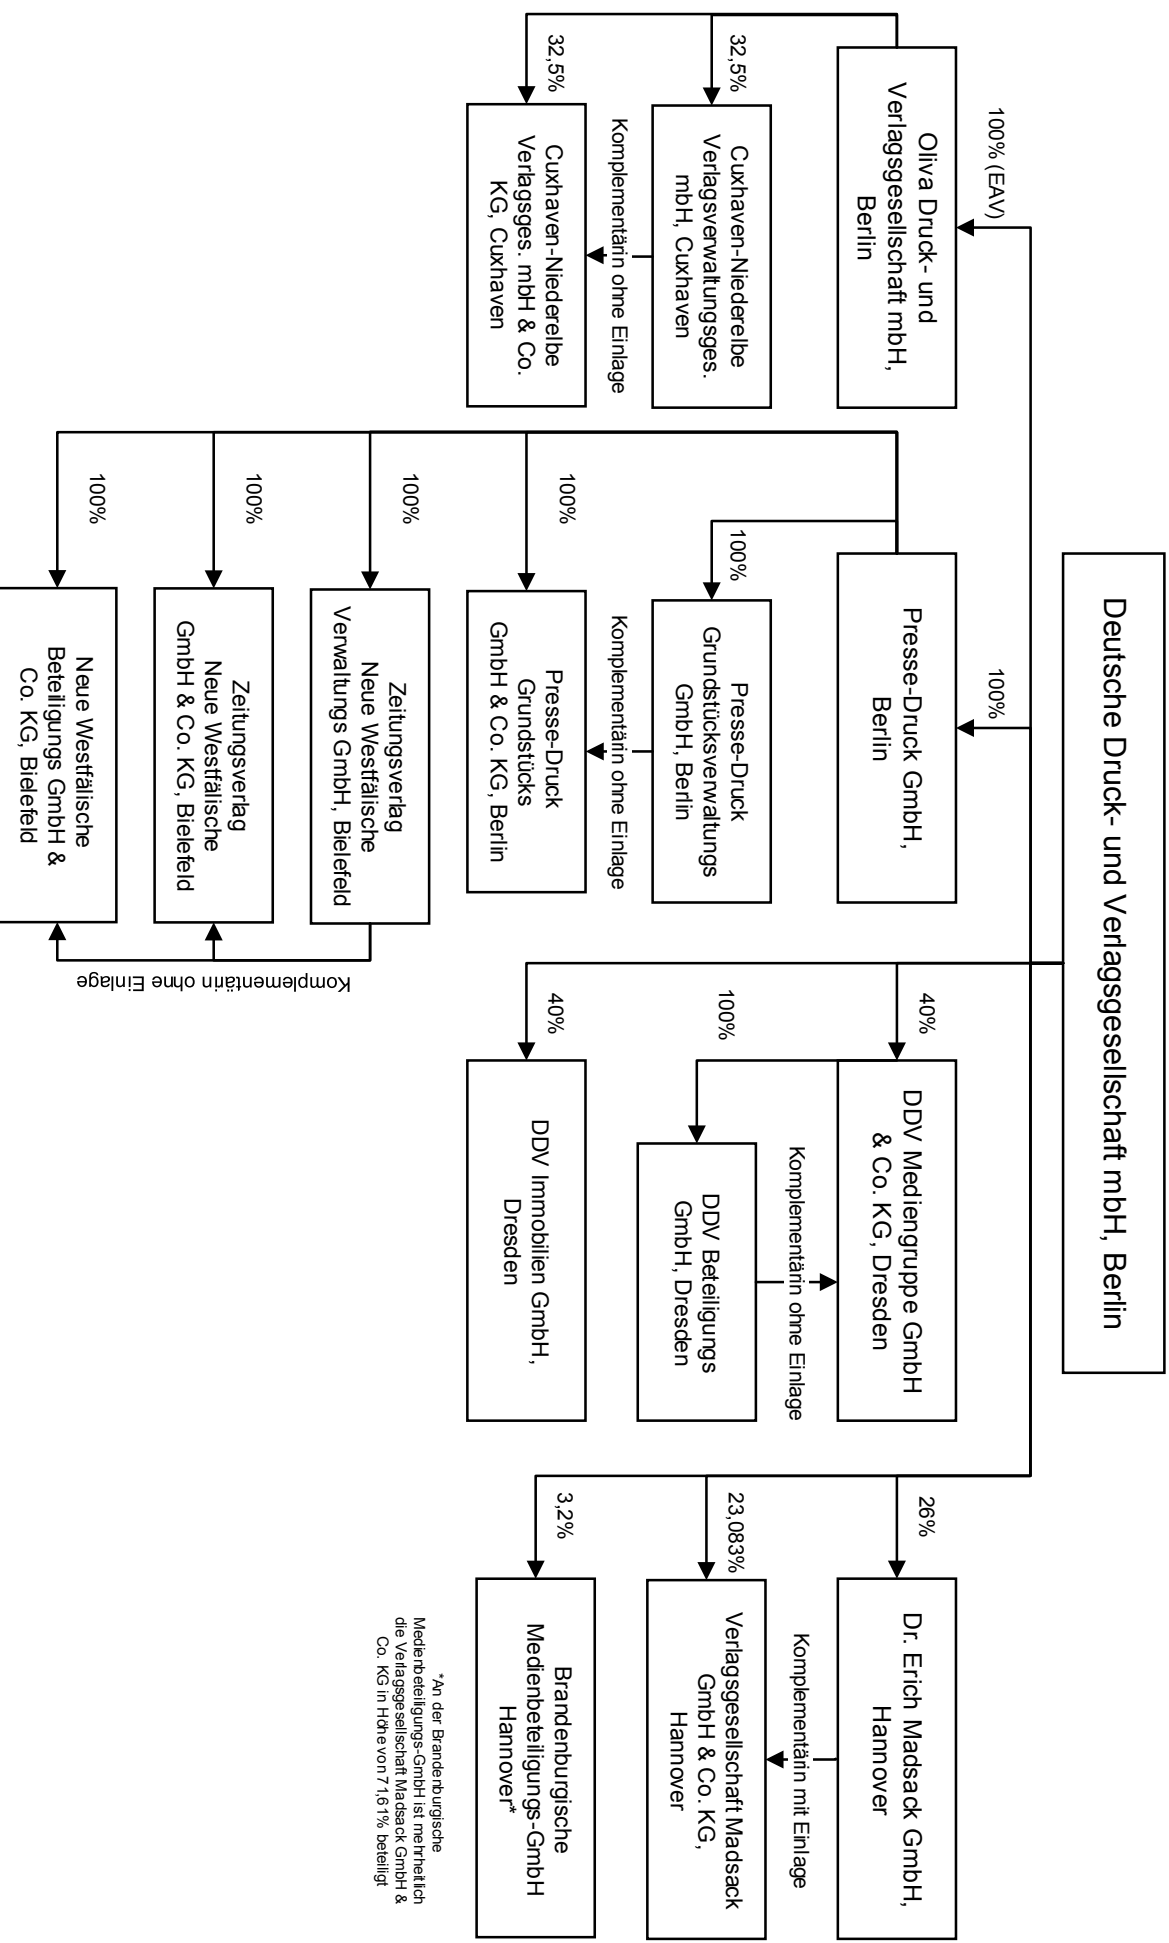 Deutsche Druck- und Verlagsgesellschaft mbH, Berlin
100% (EAV)
Oliva Druck- und
Verlagsgesellschaft mbH,
Berlin
32,5%
Cuxhaven-Niederelbe
Verlagsverwaltungsges.
mbH, Cuxhaven
Komplementärin ohne Einlage
32,5%
Cuxhaven-Niederelbe
Verlagsges. mbH & Co.
KG, Cuxhaven
100%
Presse-Druck GmbH,
Berlin
100%
Presse-Druck
Grundstücksverwaltungs
GmbH, Berlin
Komplementärin ohne Einlage
100%
Presse-Druck
Grundstücks
GmbH & Co. KG, Berlin
100%
Zeitungsverlag
Neue Westfälische
Verwaltungs GmbH, Bielefeld
100%
Zeitungsverlag
Neue Westfälische
GmbH & Co. KG, Bielefeld
100%
Neue Westfälische
Beteiligungs GmbH &
Co. KG, Bielefeld
Komplementärin ohne Einlage
40%
DDV Mediengruppe GmbH
& Co. KG, Dresden
Komplementärin ohne Einlage
100%
DDV Beteiligungs
GmbH, Dresden
40%
DDV Immobilien GmbH,
Dresden
26%
Dr. Erich Madsack GmbH,
Hannover
Komplementärin mit Einlage
23,083%
Verlagsgesellschaft Madsack
GmbH & Co. KG,
Hannover
3,2%
Brandenburgische
Medienbeteiligungs-GmbH
Hannover*
*An der Brandenburgische
Medienbeteiligungs-GmbH ist mehrheitlich
die Verlagsgesellschaft Madsack GmbH &
Co. KG in Höhe von 71,61% beteiligt